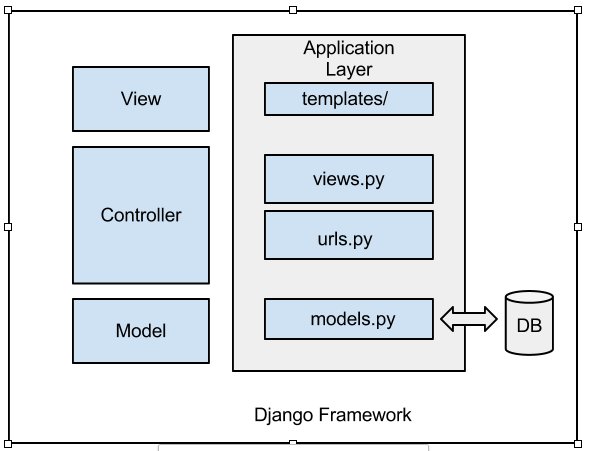 Application
Layer
View
templates/
Controller
views.py
urls.py
Model
models.py
DB
Django Framework